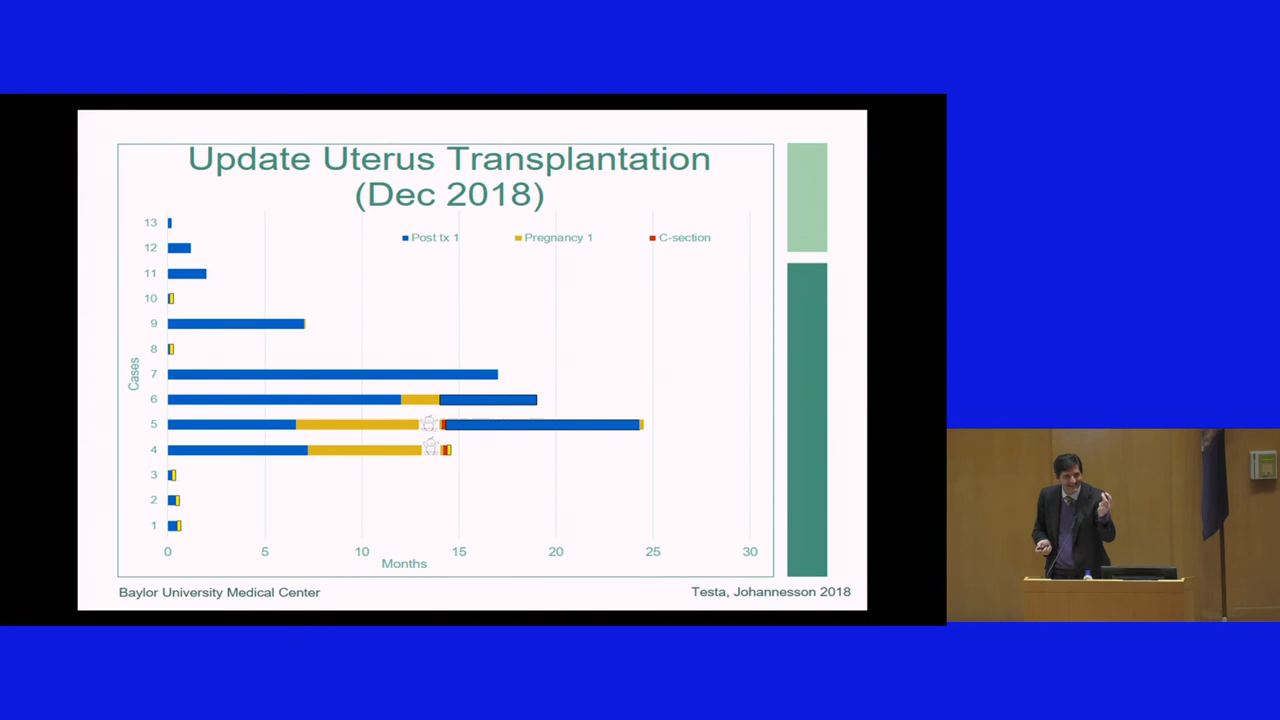 Update Uterus Transplantation
(Dec 2018)
Post tx 1
Pregnancy 1
C-section
Cases
13
12
11
10
9
8
7
6
5
4
3
2
1
0 5 10 15 20 25 30
Months
Baylor University Medical Center
Testa, Johannesson 2018